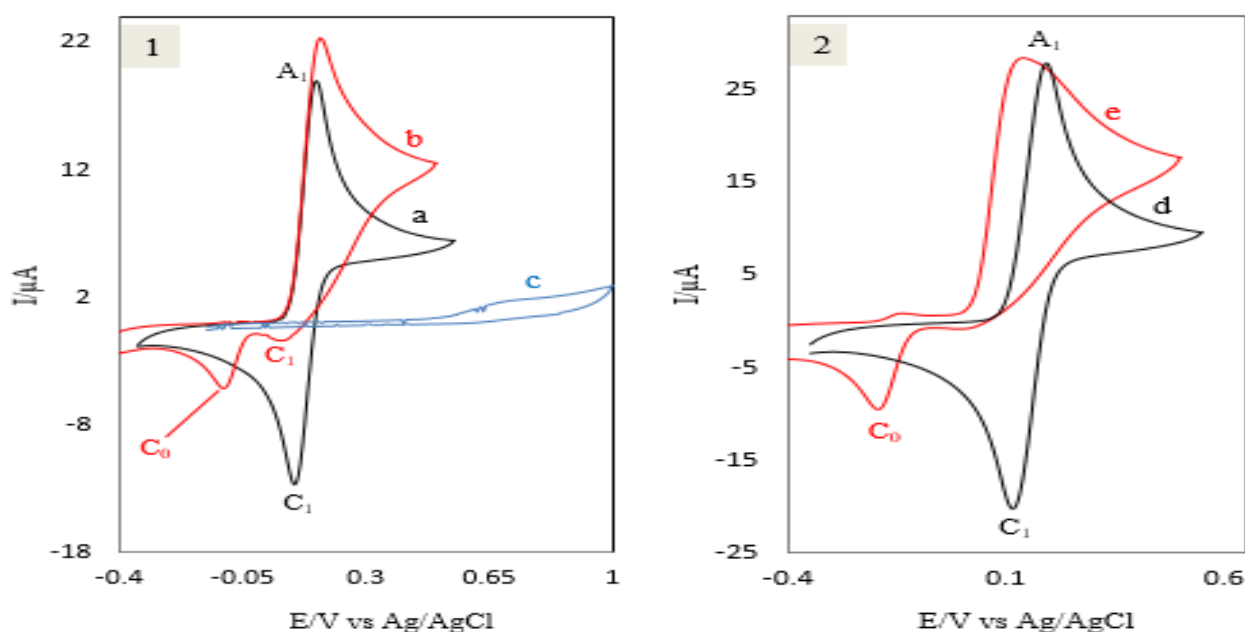 1
22
12
2
-8
-18
I/μA
A₁
b
a
c
C₁
C₀
C₁
-0.4
-0.05
0.3
0.65
1
E/V vs Ag/AgCl
2
25
15
5
-5
-15
-25
I/μA
A₁
e
d
C₀
C₁
-0.4
0.1
0.6
E/V vs Ag/AgCl